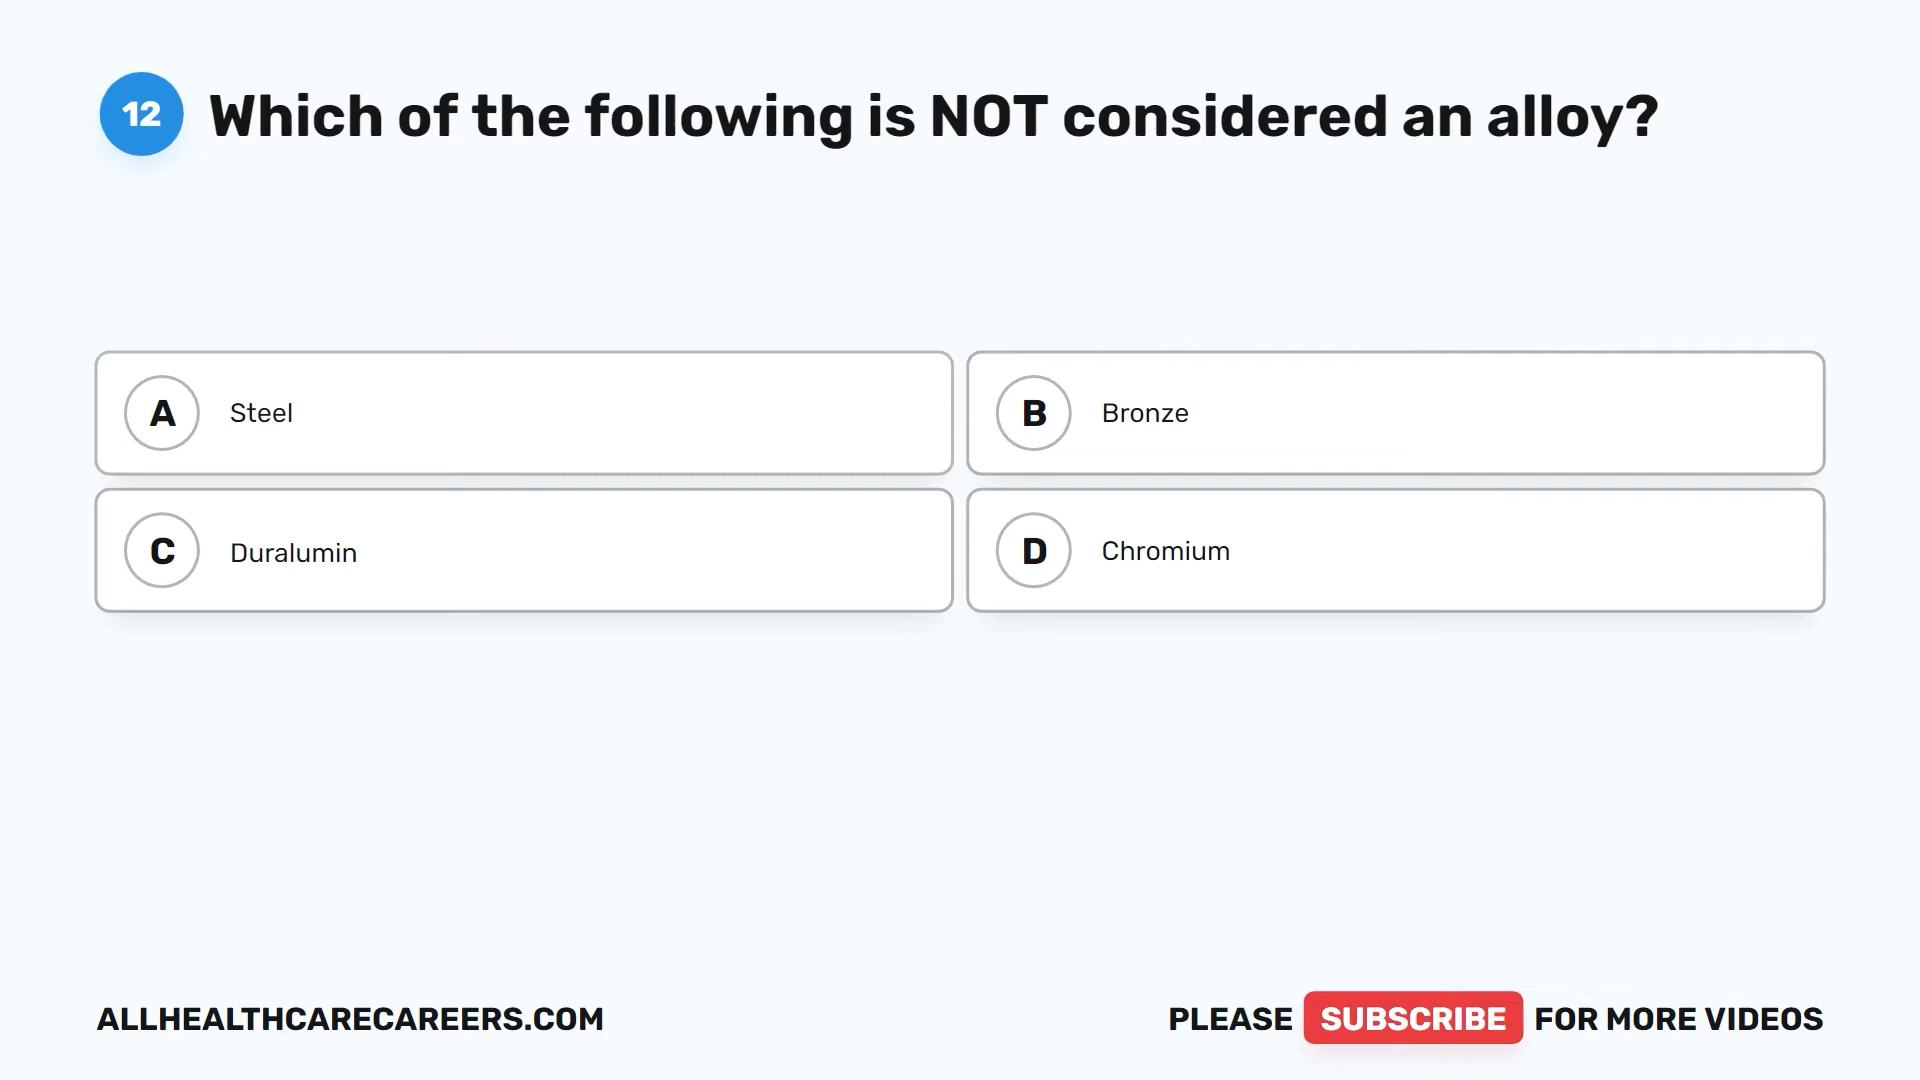 12 Which of the following is NOT considered an alloy?
A Steel
B Bronze
C Duralumin
D Chromium
ALLHEALTHCARECAREERS.COM
PLEASE SUBSCRIBE FOR MORE VIDEOS